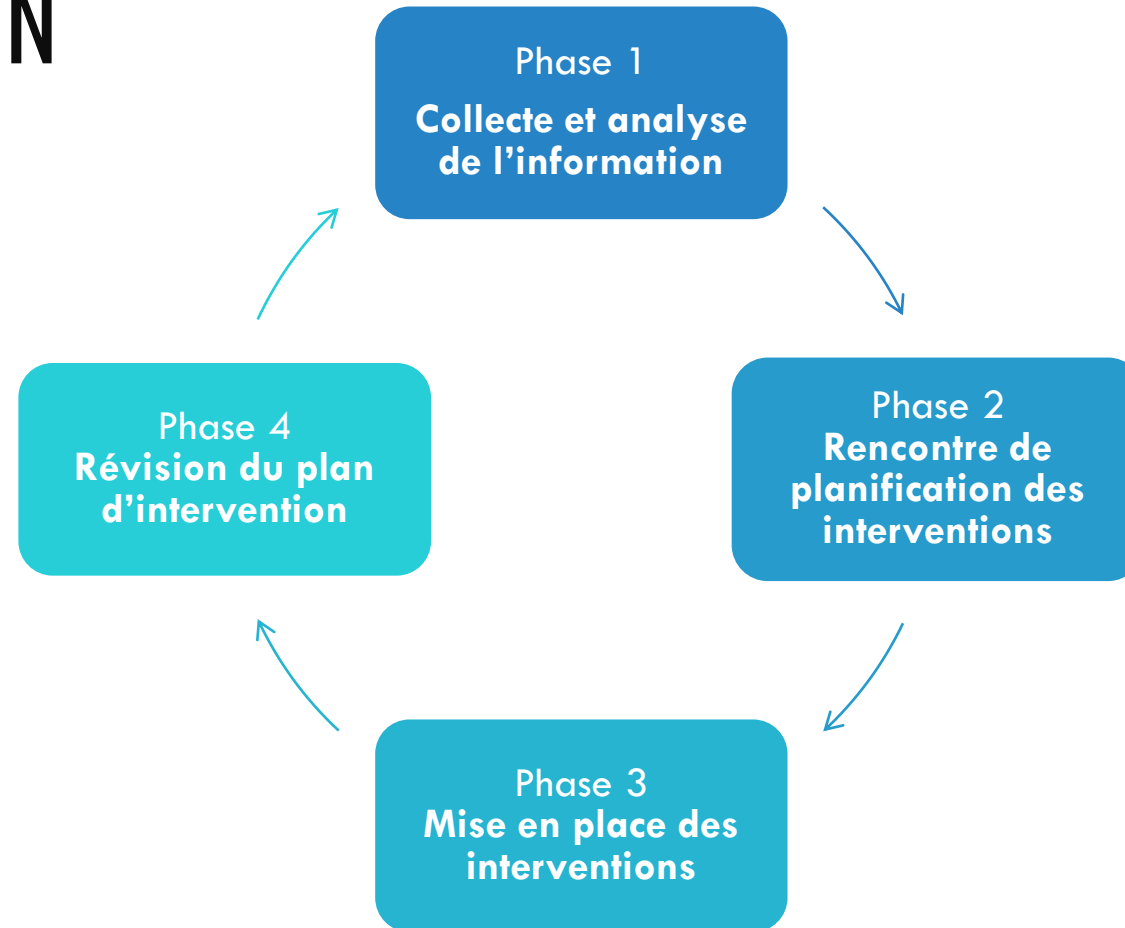 N
Phase 1
Collecte et analyse
de l’information
Phase 2
Rencontre de
planification des
interventions
Phase 3
Mise en place des
interventions
Phase 4
Révision du plan
d’intervention